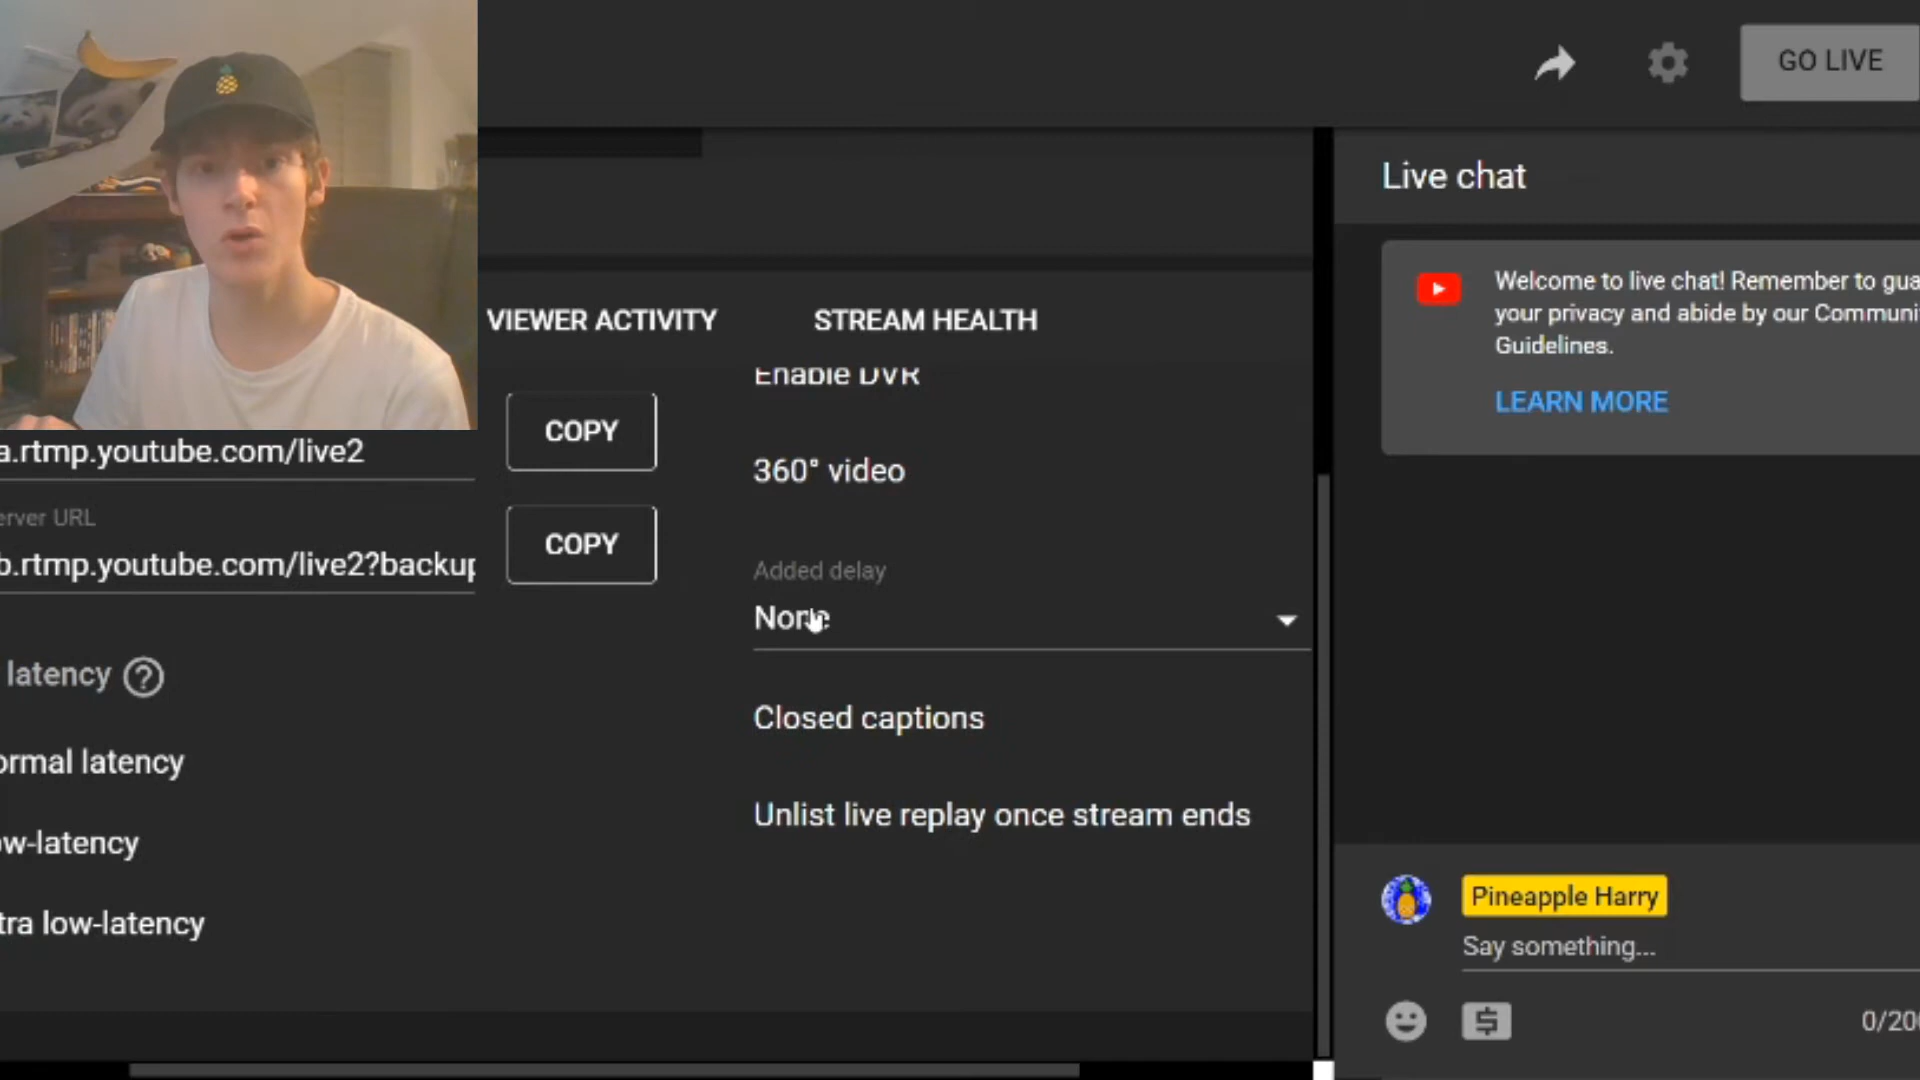 GO LIVE
Live chat
Welcome to live chat! Remember to gua
your privacy and abide by our Communi
Guidelines.
LEARN MORE
VIEWER ACTIVITY
STREAM HEALTH
Enable DVR
a.rtmp.youtube.com/live2
COPY
360° video
erver URL
b.rtmp.youtube.com/live2?backup
COPY
Added delay
None
latency
Closed captions
ormal latency
Unlist live replay once stream ends
ow-latency
tra low-latency
Pineapple Harry
Say something...
0/200